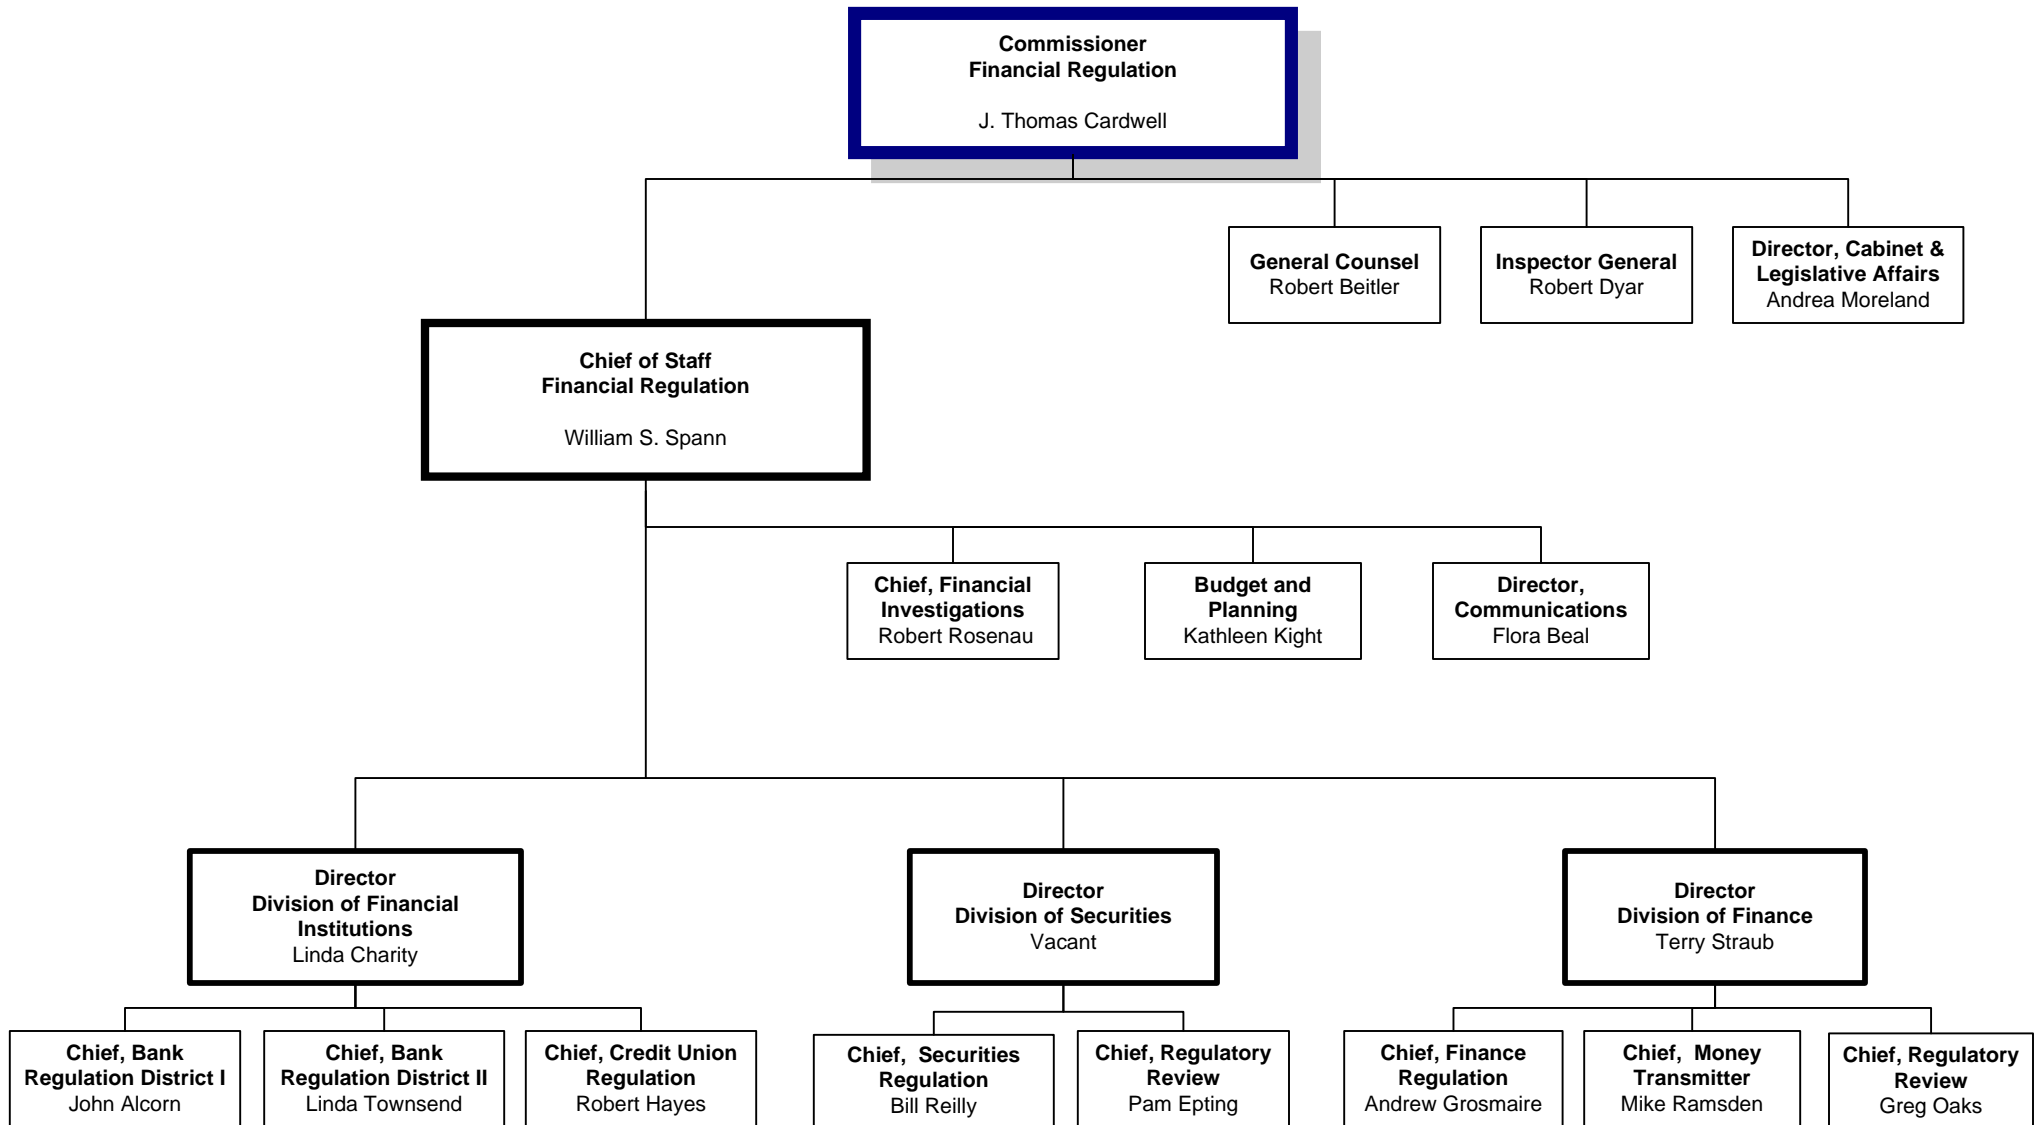 Commissioner
Financial Regulation
J. Thomas Cardwell
General Counsel
Robert Beitler
Inspector General
Robert Dyar
Director, Cabinet &
Legislative Affairs
Andrea Moreland
Chief of Staff
Financial Regulation
William S. Spann
Chief, Financial
Investigations
Robert Rosenau
Budget and
Planning
Kathleen Kight
Director,
Communications
Flora Beal
Director
Division of Financial
Institutions
Linda Charity
Director
Division of Securities
Vacant
Director
Division of Finance
Terry Straub
Chief, Bank
Regulation District I
John Alcorn
Chief, Bank
Regulation District II
Linda Townsend
Chief, Credit Union
Regulation
Robert Hayes
Chief,  Securities
Regulation
Bill Reilly
Chief, Regulatory
Review
Pam Epting
Chief, Finance
Regulation
Andrew Grosmaire
Chief,  Money
Transmitter
Mike Ramsden
Chief, Regulatory
Review
Greg Oaks